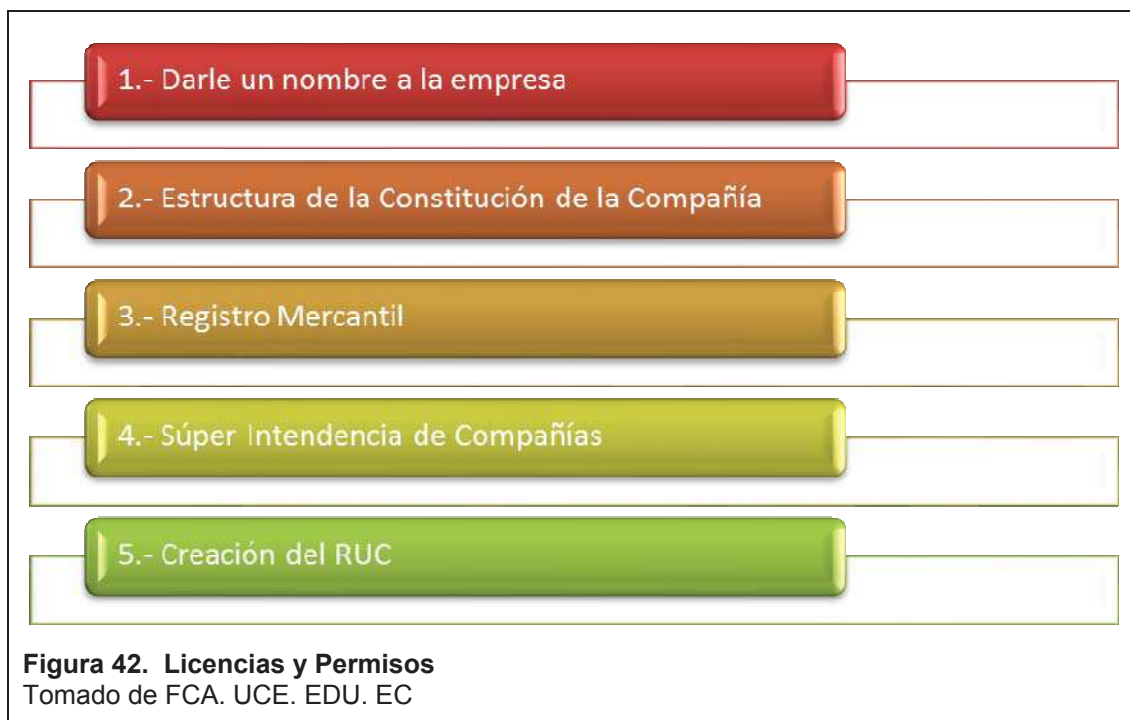 1.- Darle un nombre a la empresa
2.- Estructura de la Constitución de la Compañía
3.- Registro Mercantil
4.- Súper Intendencia de Compañías
5.- Creación del RUC
Figura 42. Licencias y Permisos
Tomado de FCA. UCE. EDU. EC